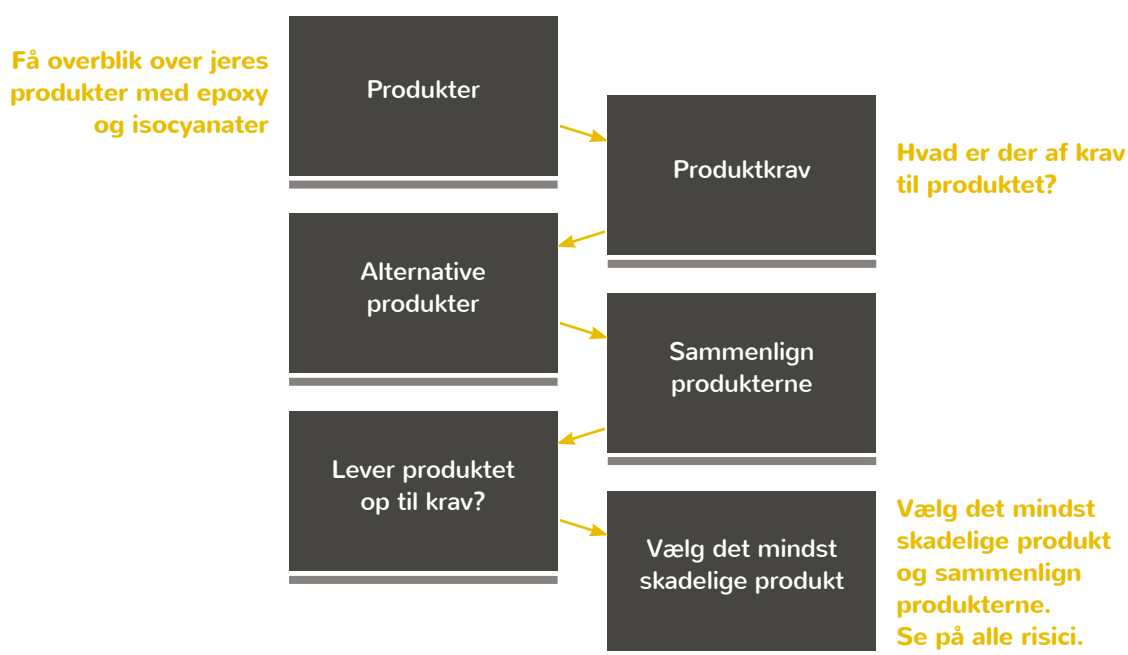 Få overblik over jeres
produkter med epoxy
og isocyanater
Produkter
Produktkrav
Hvad er der af krav
til produktet?
Alternative
produkter
Sammenlign
produkterne
Lever produktet
op til krav?
Vælg det mindst
skadelige produkt
Vælg det mindst
skadelige produkt
og sammenlign
produkterne.
Se på alle risici.